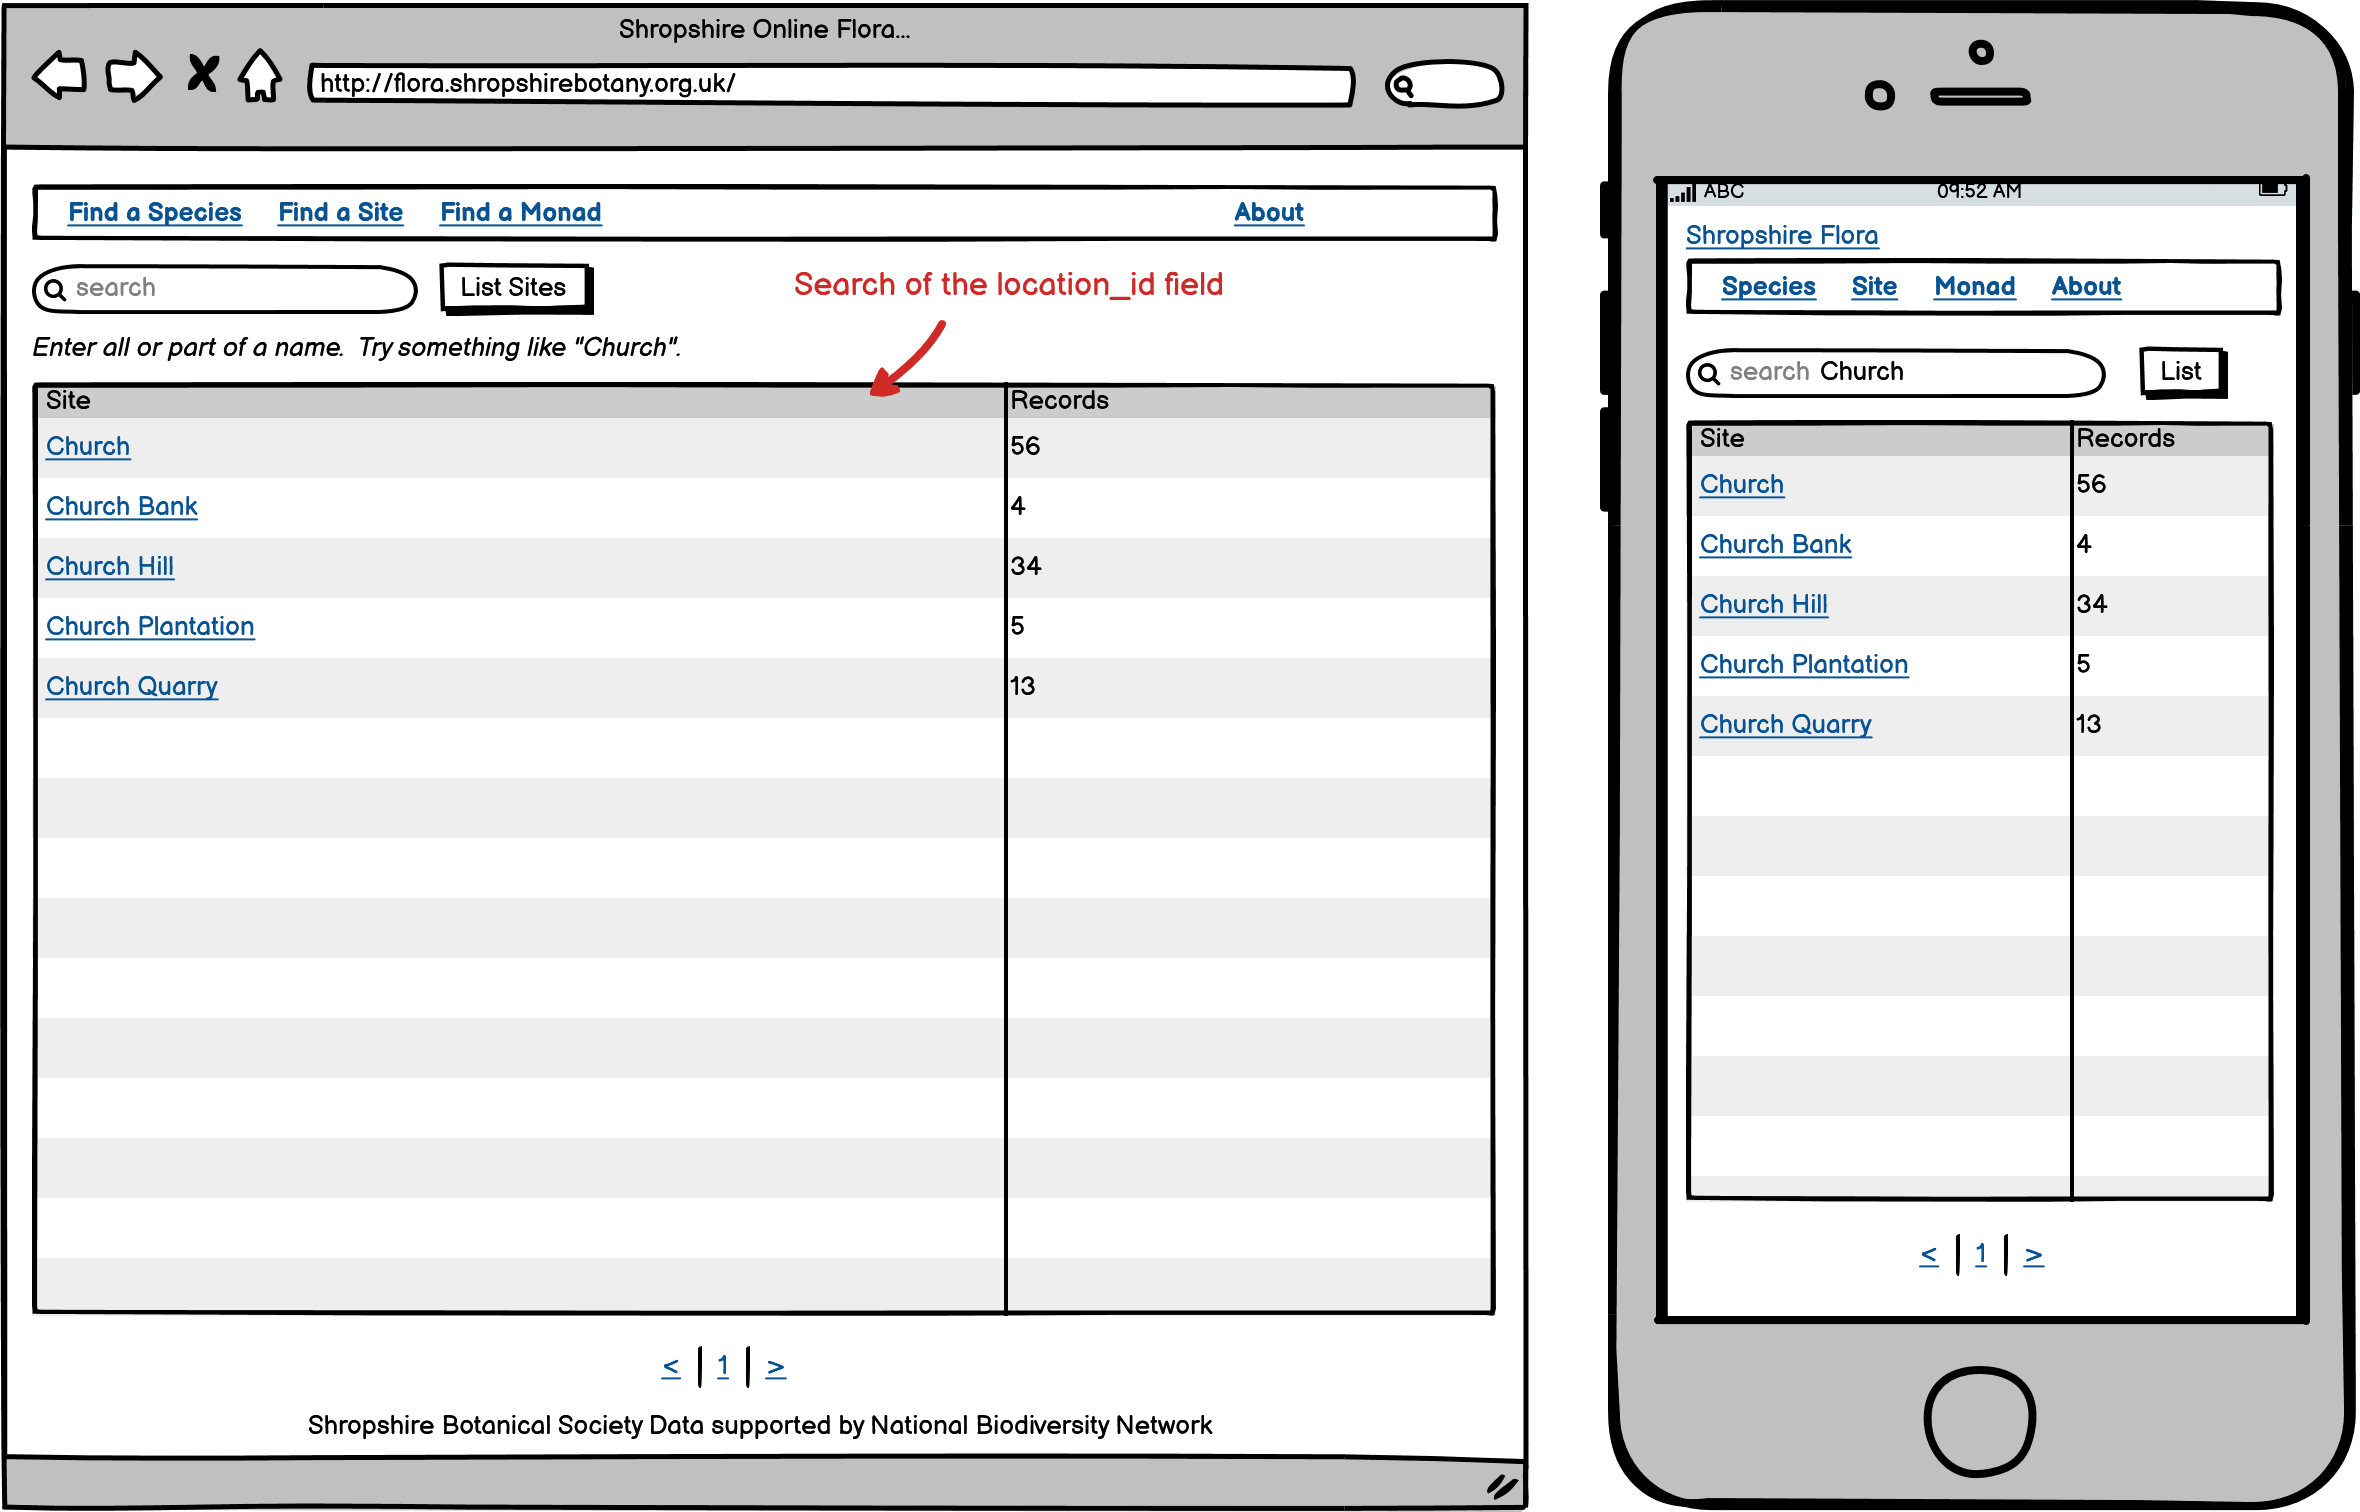 Shropshire Online Flora...
http://flora.shropshirebotany.org.uk/
Find a Species Find a Site Find a Monad About
search List Sites
Search of the location_id field
Enter all or part of a name. Try something like "Church".
Site Records
Church 56
Church Bank 4
Church Hill 34
Church Plantation 5
Church Quarry 13
< | 1 | >
Shropshire Botanical Society Data supported by National Biodiversity Network
ABC 09:52 AM
Shropshire Flora
Species Site Monad About
search Church List
Site Records
Church 56
Church Bank 4
Church Hill 34
Church Plantation 5
Church Quarry 13
< | 1 | >